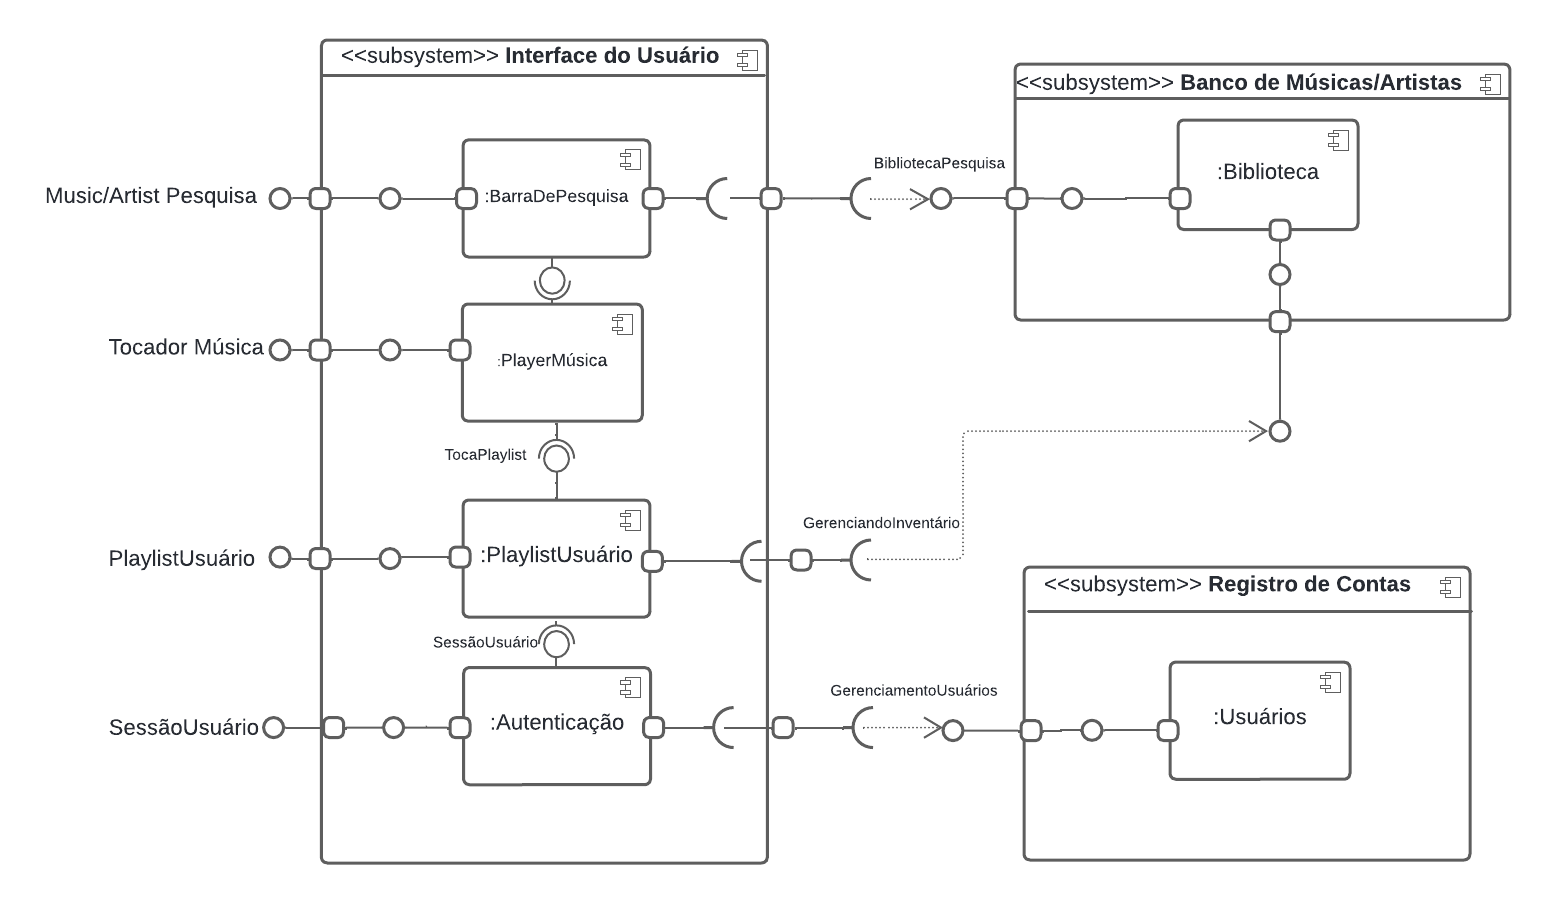 <<subsystem>> Interface do Usuário
<<subsystem>> Banco de Músicas/Artistas
Music/Artist Pesquisa
:BarraDePesquisa
BibliotecaPesquisa
:Biblioteca
Tocador Música
:PlayerMúsica
TocaPlaylist
PlaylistUsuário
:PlaylistUsuário
GerenciandoInventário
<<subsystem>> Registro de Contas
SessãoUsuário
SessãoUsuário
:Autenticação
GerenciamentoUsuários
:Usuários